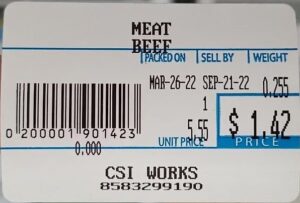 MEAT
BEEF
PACKED ON SELL BY WEIGHT
MAR-26-22 SEP-21-22 0.255
1
5.55 $ 1.42
UNIT PRICE PRICE
0 200001 901423
0.000
CSI WORKS
8583299190